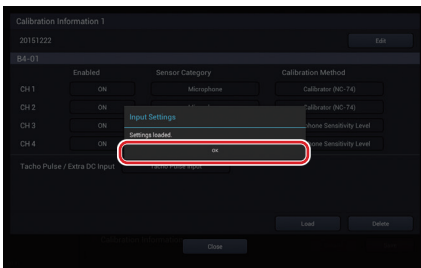 Calibration Information 1
20151222 Edit
B4-01
Enabled Sensor Category Calibration Method
CH 1 ON Microphone Calibrator (NC-74)
CH 2 ON Calibrator (NC-74)
CH 3 ON phone Sensitivity Level
CH 4 ON phone Sensitivity Level
Input Settings
Settings loaded.
OK
Tacho Pulse / Extra DC Input Tacho Pulse Input
Load Delete
Close